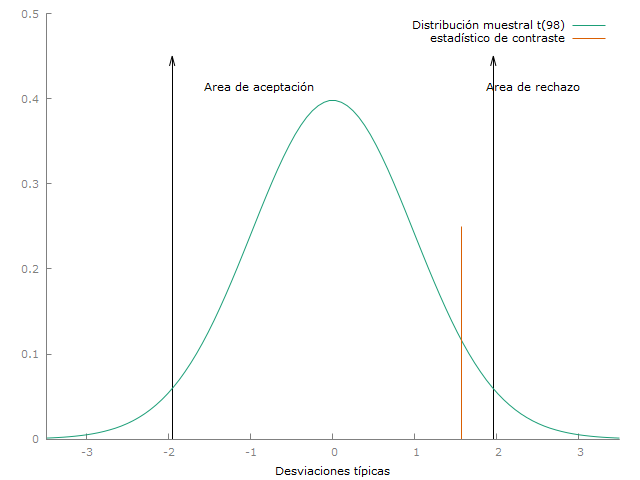 Distribución muestral t(98)
estadístico de contraste
Area de aceptación
Area de rechazo
0.5
0.4
0.3
0.2
0.1
0
-3 -2 -1 0 1 2 3
Desviaciones típicas